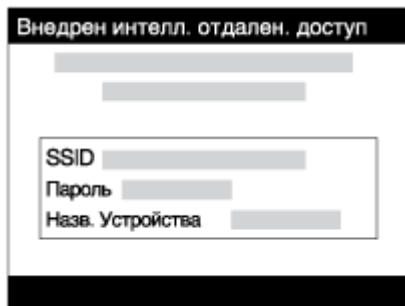 Внедрен интелл. отдален. доступ
SSID
Пароль
Назв. Устройства